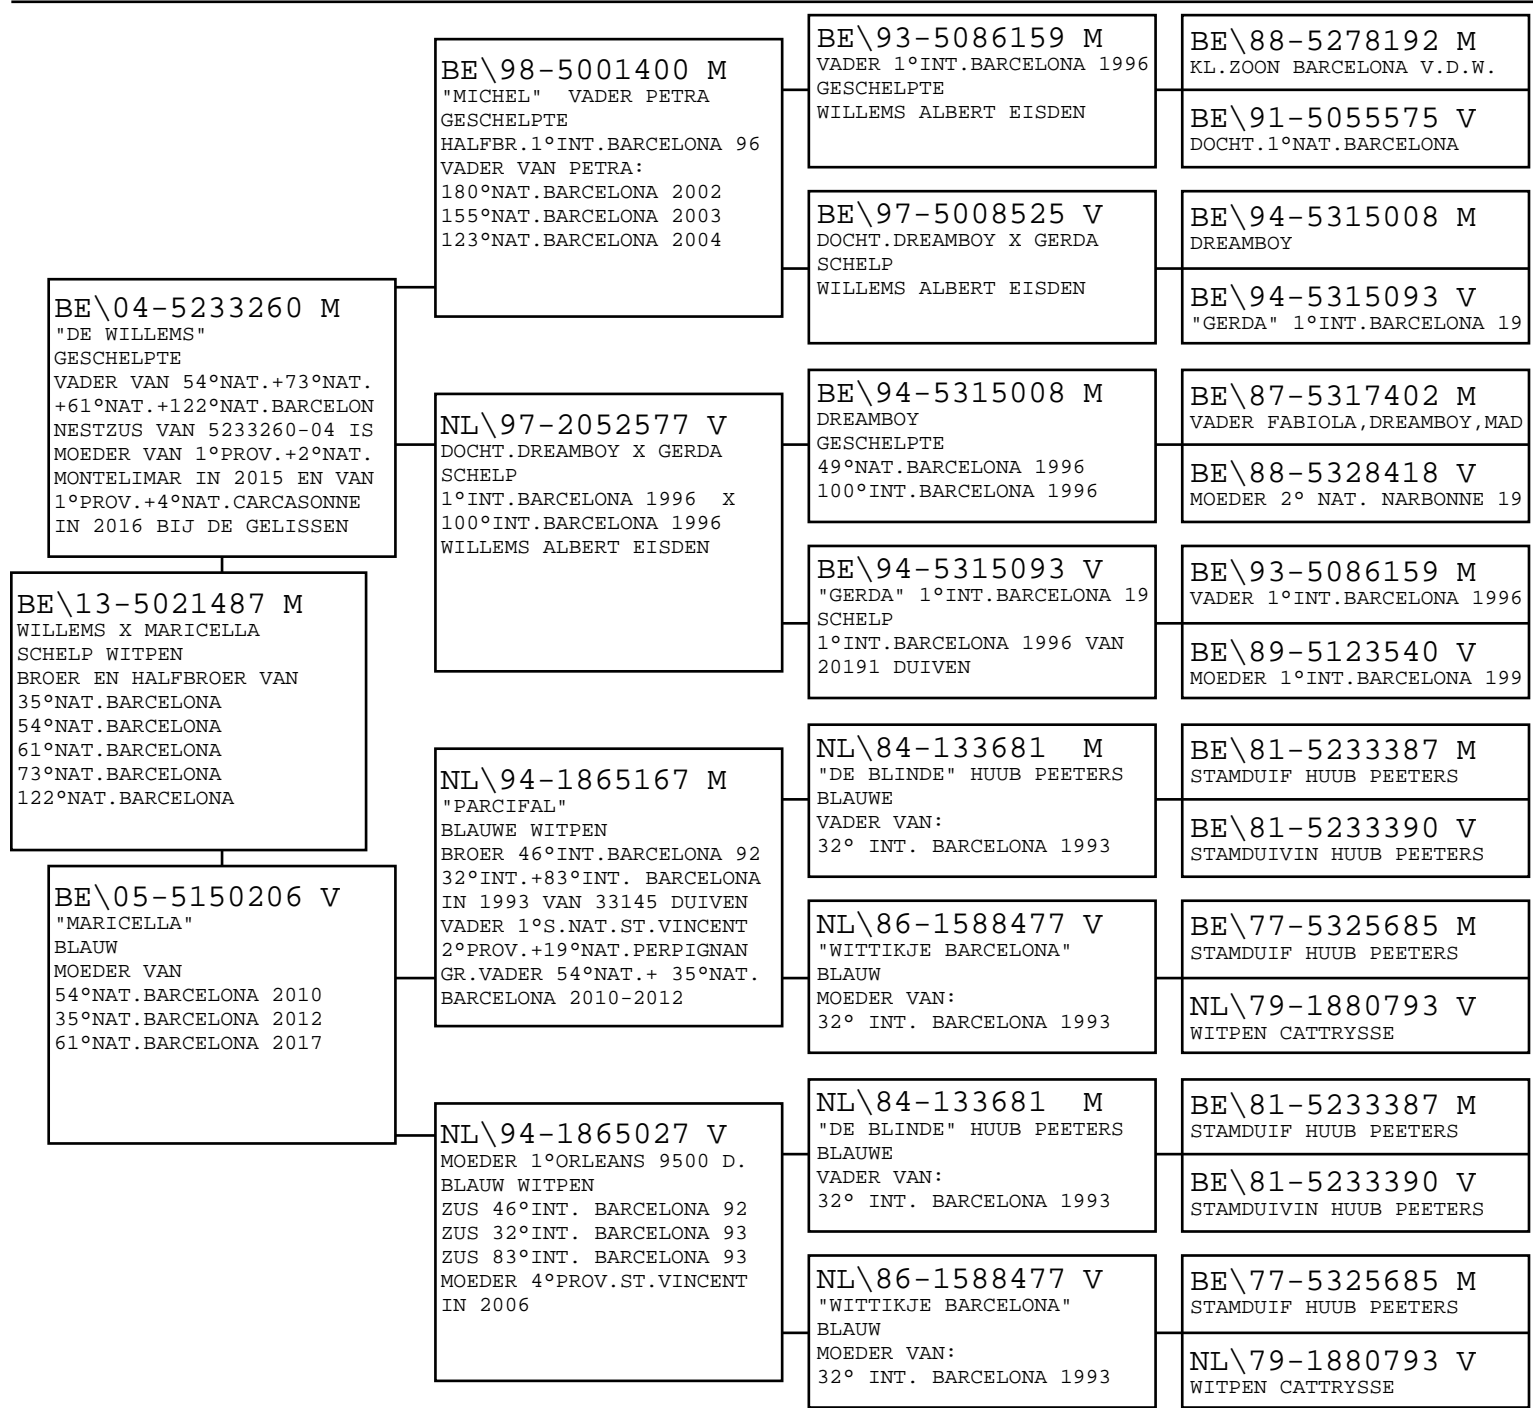 BE\13-5021487 M
WILLEMS X MARICELLA
SCHELP WITPEN
BROER EN HALFBROER VAN
35°NAT.BARCELONA
54°NAT.BARCELONA
61°NAT.BARCELONA
73°NAT.BARCELONA
122°NAT.BARCELONA
BE\04-5233260 M
"DE WILLEMS"
GESCHELPTE
VADER VAN 54°NAT.+73°NAT.
+61°NAT.+122°NAT.BARCELON
NESTZUS VAN 5233260-04 IS
MOEDER VAN 1°PROV.+2°NAT.
MONTELIMAR IN 2015 EN VAN
1°PROV.+4°NAT.CARCASONNE
IN 2016 BIJ DE GELISSEN
BE\05-5150206 V
"MARICELLA"
BLAUW
MOEDER VAN
54°NAT.BARCELONA 2010
35°NAT.BARCELONA 2012
61°NAT.BARCELONA 2017
BE\98-5001400 M
"MICHEL"  VADER PETRA
GESCHELPTE
HALFBR.1°INT.BARCELONA 96
VADER VAN PETRA:
180°NAT.BARCELONA 2002
155°NAT.BARCELONA 2003
123°NAT.BARCELONA 2004
NL\97-2052577 V
DOCHT.DREAMBOY X GERDA
SCHELP
1°INT.BARCELONA 1996  X
100°INT.BARCELONA 1996
WILLEMS ALBERT EISDEN
NL\94-1865167 M
"PARCIFAL"
BLAUWE WITPEN
BROER 46°INT.BARCELONA 92
32°INT.+83°INT. BARCELONA
IN 1993 VAN 33145 DUIVEN
VADER 1°S.NAT.ST.VINCENT
2°PROV.+19°NAT.PERPIGNAN
GR.VADER 54°NAT.+ 35°NAT.
BARCELONA 2010-2012
NL\94-1865027 V
MOEDER 1°ORLEANS 9500 D.
BLAUW WITPEN
ZUS 46°INT. BARCELONA 92
ZUS 32°INT. BARCELONA 93
ZUS 83°INT. BARCELONA 93
MOEDER 4°PROV.ST.VINCENT
IN 2006
BE\93-5086159 M
VADER 1°INT.BARCELONA 1996
GESCHELPTE
WILLEMS ALBERT EISDEN
BE\97-5008525 V
DOCHT.DREAMBOY X GERDA
SCHELP
WILLEMS ALBERT EISDEN
BE\94-5315008 M
DREAMBOY
GESCHELPTE
49°NAT.BARCELONA 1996
100°INT.BARCELONA 1996
BE\94-5315093 V
"GERDA" 1°INT.BARCELONA 19
SCHELP
1°INT.BARCELONA 1996 VAN
20191 DUIVEN
NL\84-133681  M
"DE BLINDE" HUUB PEETERS
BLAUWE
VADER VAN:
32° INT. BARCELONA 1993
NL\86-1588477 V
"WITTIKJE BARCELONA"
BLAUW
MOEDER VAN:
32° INT. BARCELONA 1993
NL\84-133681  M
"DE BLINDE" HUUB PEETERS
BLAUWE
VADER VAN:
32° INT. BARCELONA 1993
NL\86-1588477 V
"WITTIKJE BARCELONA"
BLAUW
MOEDER VAN:
32° INT. BARCELONA 1993
BE\88-5278192 M
KL.ZOON BARCELONA V.D.W.
BE\91-5055575 V
DOCHT.1°NAT.BARCELONA
BE\94-5315008 M
DREAMBOY
BE\94-5315093 V
"GERDA" 1°INT.BARCELONA 19
BE\87-5317402 M
VADER FABIOLA,DREAMBOY,MAD
BE\88-5328418 V
MOEDER 2° NAT. NARBONNE 19
BE\93-5086159 M
VADER 1°INT.BARCELONA 1996
BE\89-5123540 V
MOEDER 1°INT.BARCELONA 199
BE\81-5233387 M
STAMDUIF HUUB PEETERS
BE\81-5233390 V
STAMDUIVIN HUUB PEETERS
BE\77-5325685 M
STAMDUIF HUUB PEETERS
NL\79-1880793 V
WITPEN CATTRYSSE
BE\81-5233387 M
STAMDUIF HUUB PEETERS
BE\81-5233390 V
STAMDUIVIN HUUB PEETERS
BE\77-5325685 M
STAMDUIF HUUB PEETERS
NL\79-1880793 V
WITPEN CATTRYSSE